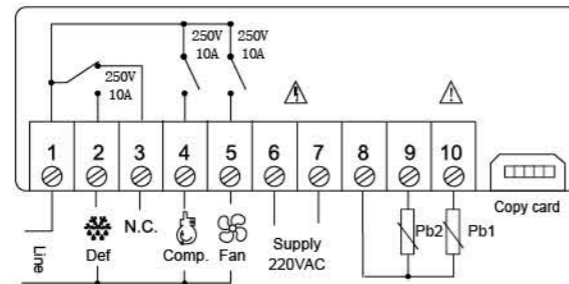 250V
10A
250V
10A
250V
10A
1 2 3 4 5 6 7 8 9 10
Copy card
Line
Def
N.C.
Comp.
Fan
Supply
220VAC
Pb2
Pb1